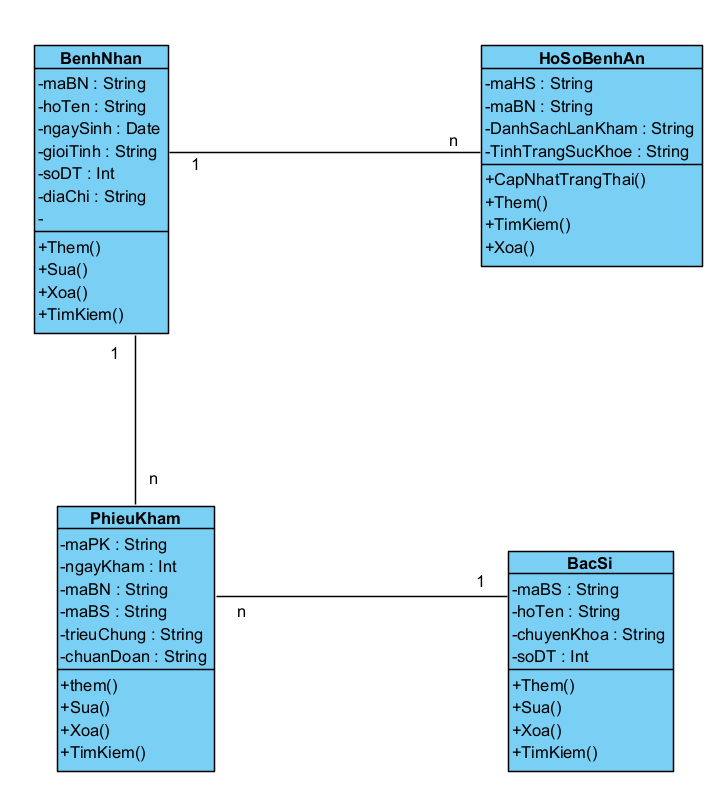 BenhNhan
-maBN : String
-hoTen : String
-ngaySinh : Date
-gioiTinh : String
-soDT : Int
-diaChi : String
-
+Them()
+Sua()
+Xoa()
+TimKiem()
1
n
HoSoBenhAn
-maHS : String
-maBN : String
-DanhSachLanKham : String
-TinhTrangSucKhoe : String
+CapNhatTrangThai()
+Them()
+TimKiem()
+Xoa()
1
n
PhieuKham
-maPK : String
-ngayKham : Int
-maBN : String
-maBS : String
-trieuChung : String
-chuanDoan : String
+them()
+Sua()
+Xoa()
+TimKiem()
n
1
BacSi
-maBS : String
-hoTen : String
-chuyenKhoa : String
-soDT : Int
+Them()
+Sua()
+Xoa()
+TimKiem()